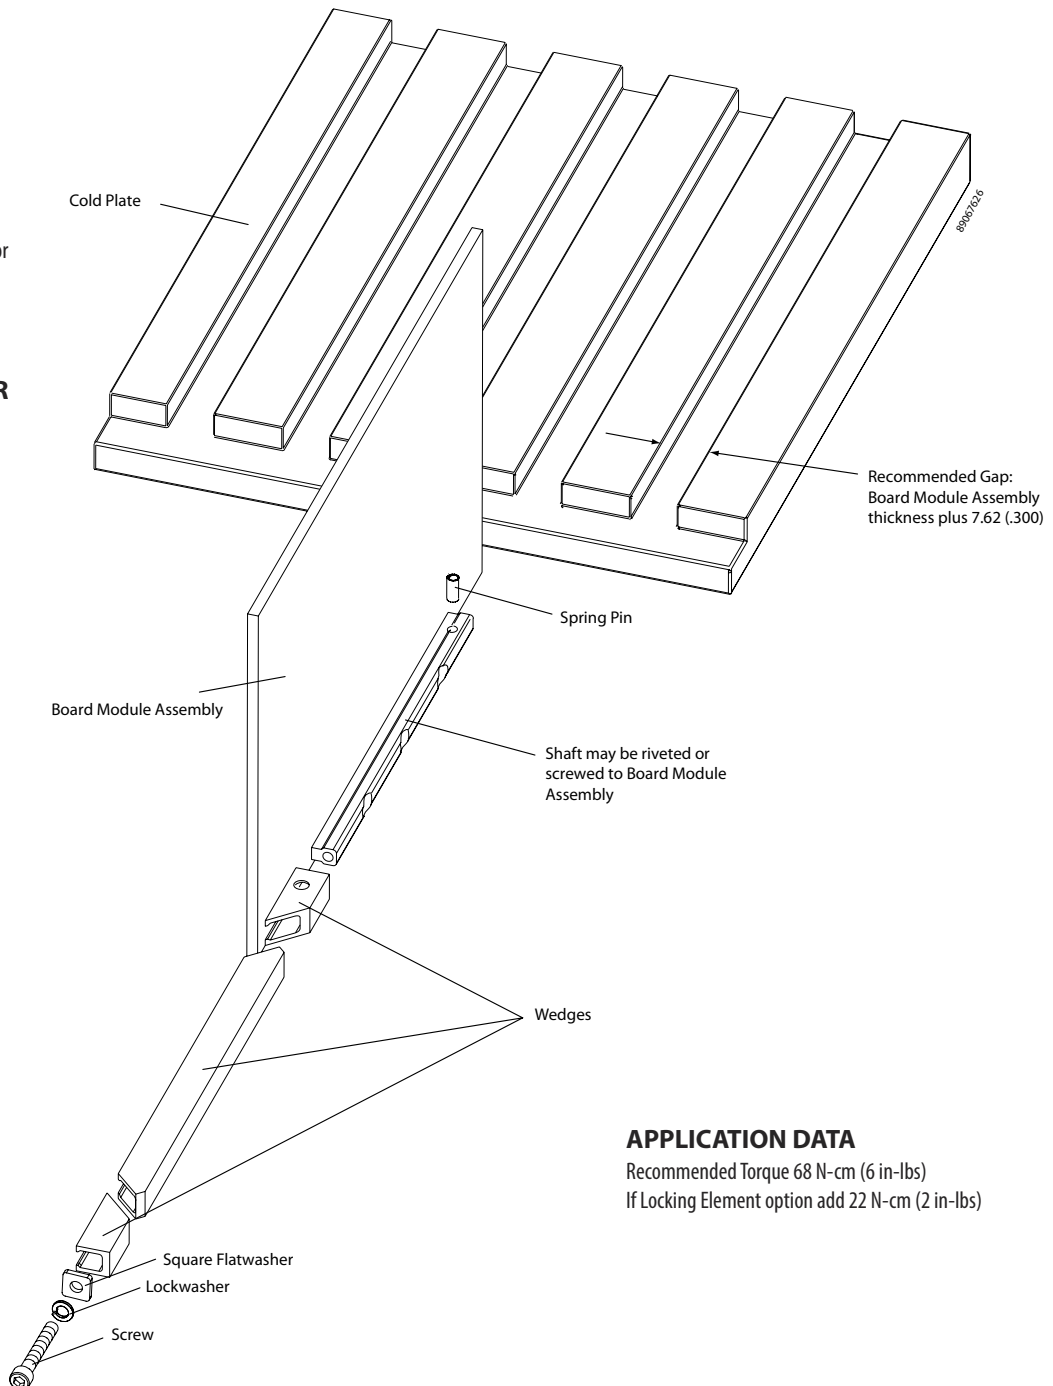 Cold Plate
89067626
or
R
Recommended Gap:
Board Module Assembly
thickness plus 7.62 (.300)
Spring Pin
Board Module Assembly
Shaft may be riveted or
screwed to Board Module
Assembly
Wedges
APPLICATION DATA
Recommended Torque 68 N-cm (6 in-lbs)
If Locking Element option add 22 N-cm (2 in-lbs)
Square Flatwasher
Lockwasher
Screw